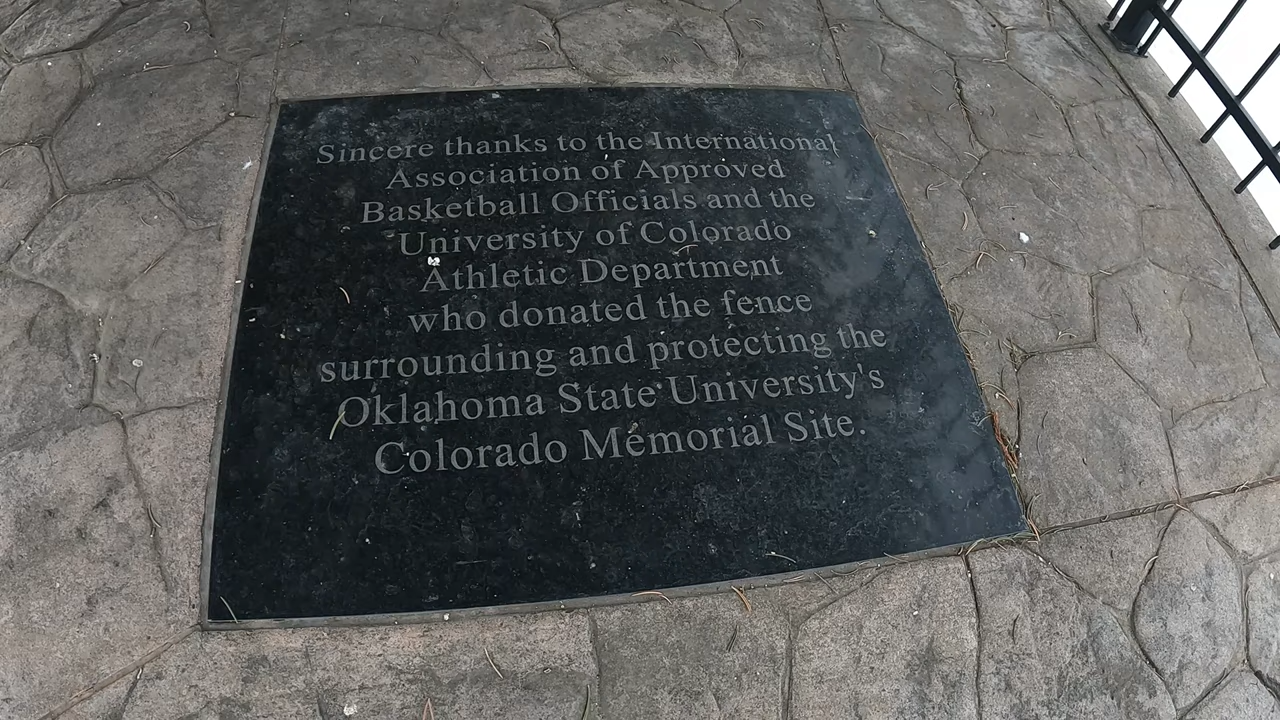 Sincere thanks to the International
Association of Approved
Basketball Officials and the
University of Colorado
Athletic Department
who donated the fence
surrounding and protecting the
Oklahoma State University's
Colorado Memorial Site.